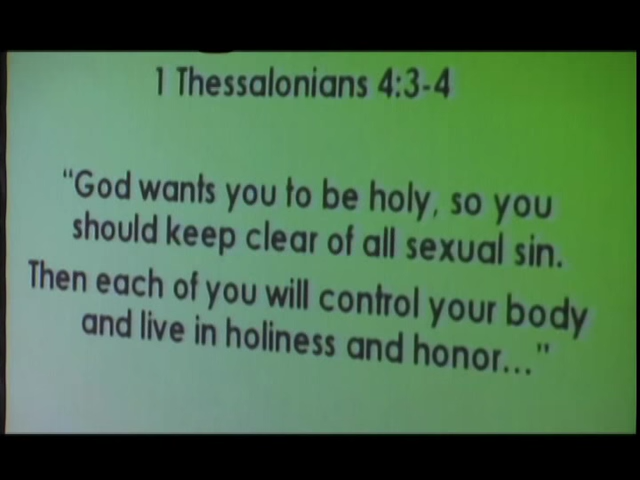 1 Thessalonians 4:3-4
“God wants you to be holy, so you
should keep clear of all sexual sin.
Then each of you will control your body
and live in holiness and honor...”